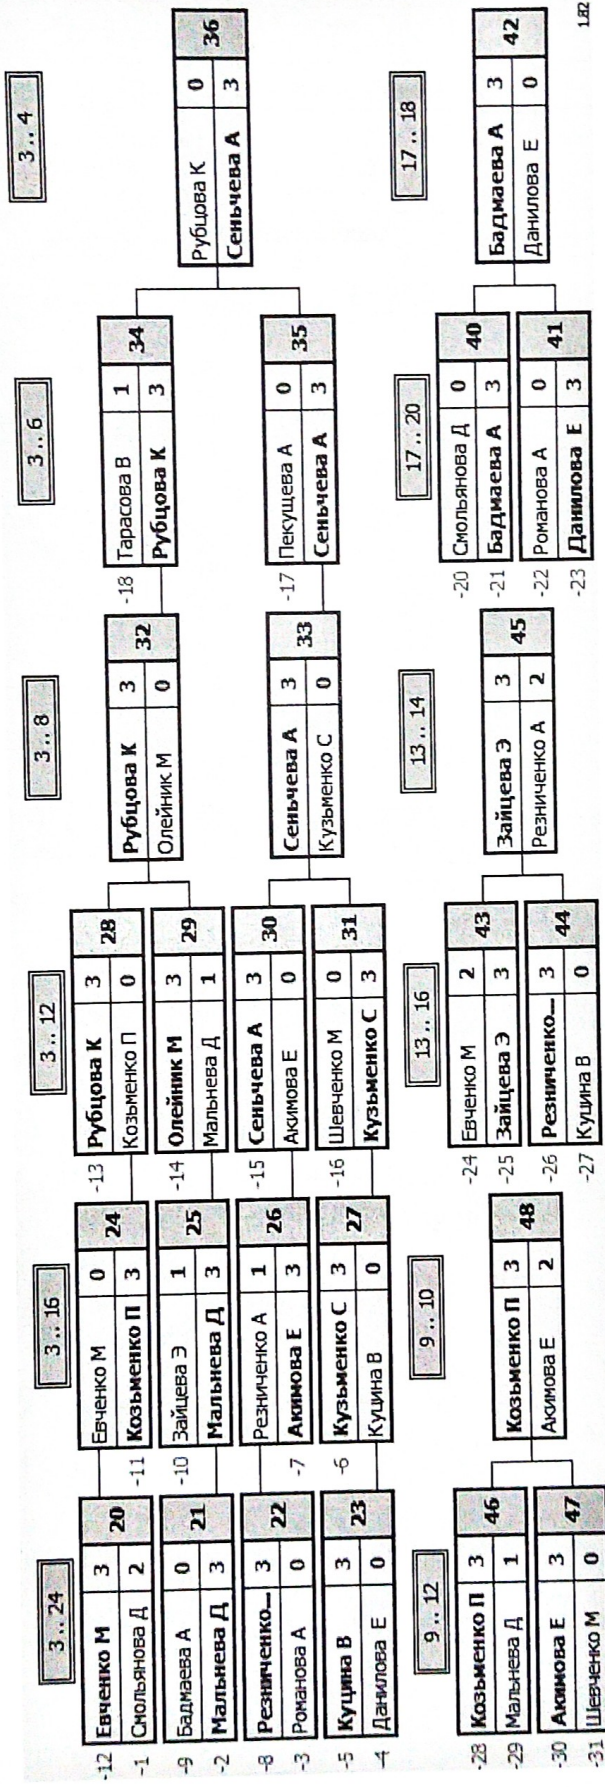 3 .. 24
3 .. 16
3 .. 12
3 .. 8
3 .. 6
3 .. 4
-12 Евченко М 3
-1 Смольянова Д 2
20
-9 Бадмаева А 0
-2 Мальнева Д 3
21
-8 Резниченко... 3
-3 Романова А 0
22
-5 Куцина В 3
-4 Данилова Е 0
23
Евченко М 0
-11 Козьменко П 3
24
-10 Зайцева Э 1
Мальнева Д 3
25
Резниченко А 1
-7 Акимова Е 3
26
-6 Кузьменко С 3
Куцина В 0
27
-13 Рубцова К 3
Козьменко П 0
28
-14 Олейник М 3
Мальнева Д 1
29
-15 Сеньчева А 3
Акимова Е 0
30
-16 Шевченко М 0
Кузьменко С 3
31
Рубцова К 3
Олейник М 0
32
Сеньчева А 3
Кузьменко С 0
33
-18 Тарасова В 1
Рубцова К 3
34
-17 Пекущева А 0
Сеньчева А 3
35
Рубцова К 0
Сеньчева А 3
36
9 .. 12
9 .. 10
13 .. 16
13 .. 14
17 .. 20
17 .. 18
-28 Козьменко П 3
-29 Мальнева Д 1
46
-30 Акимова Е 3
-31 Шевченко М 0
47
Козьменко П 3
Акимова Е 2
48
-24 Евченко М 2
-25 Зайцева Э 3
43
-26 Резниченко... 3
-27 Куцина В 0
44
Зайцева Э 3
Резниченко А 2
45
-20 Смольянова Д 0
-21 Бадмаева А 3
40
-22 Романова А 0
-23 Данилова Е 3
41
Бадмаева А 3
Данилова Е 0
42
1.82